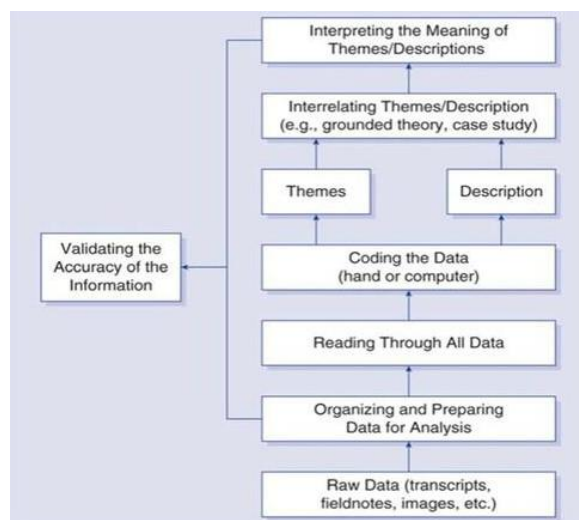 Interpreting the Meaning of
Themes/Descriptions
Interrelating Themes/Description
(e.g., grounded theory, case study)
Themes
Description
Validating the
Accuracy of the
Information
Coding the Data
(hand or computer)
Reading Through All Data
Organizing and Preparing
Data for Analysis
Raw Data (transcripts,
fieldnotes, images, etc.)